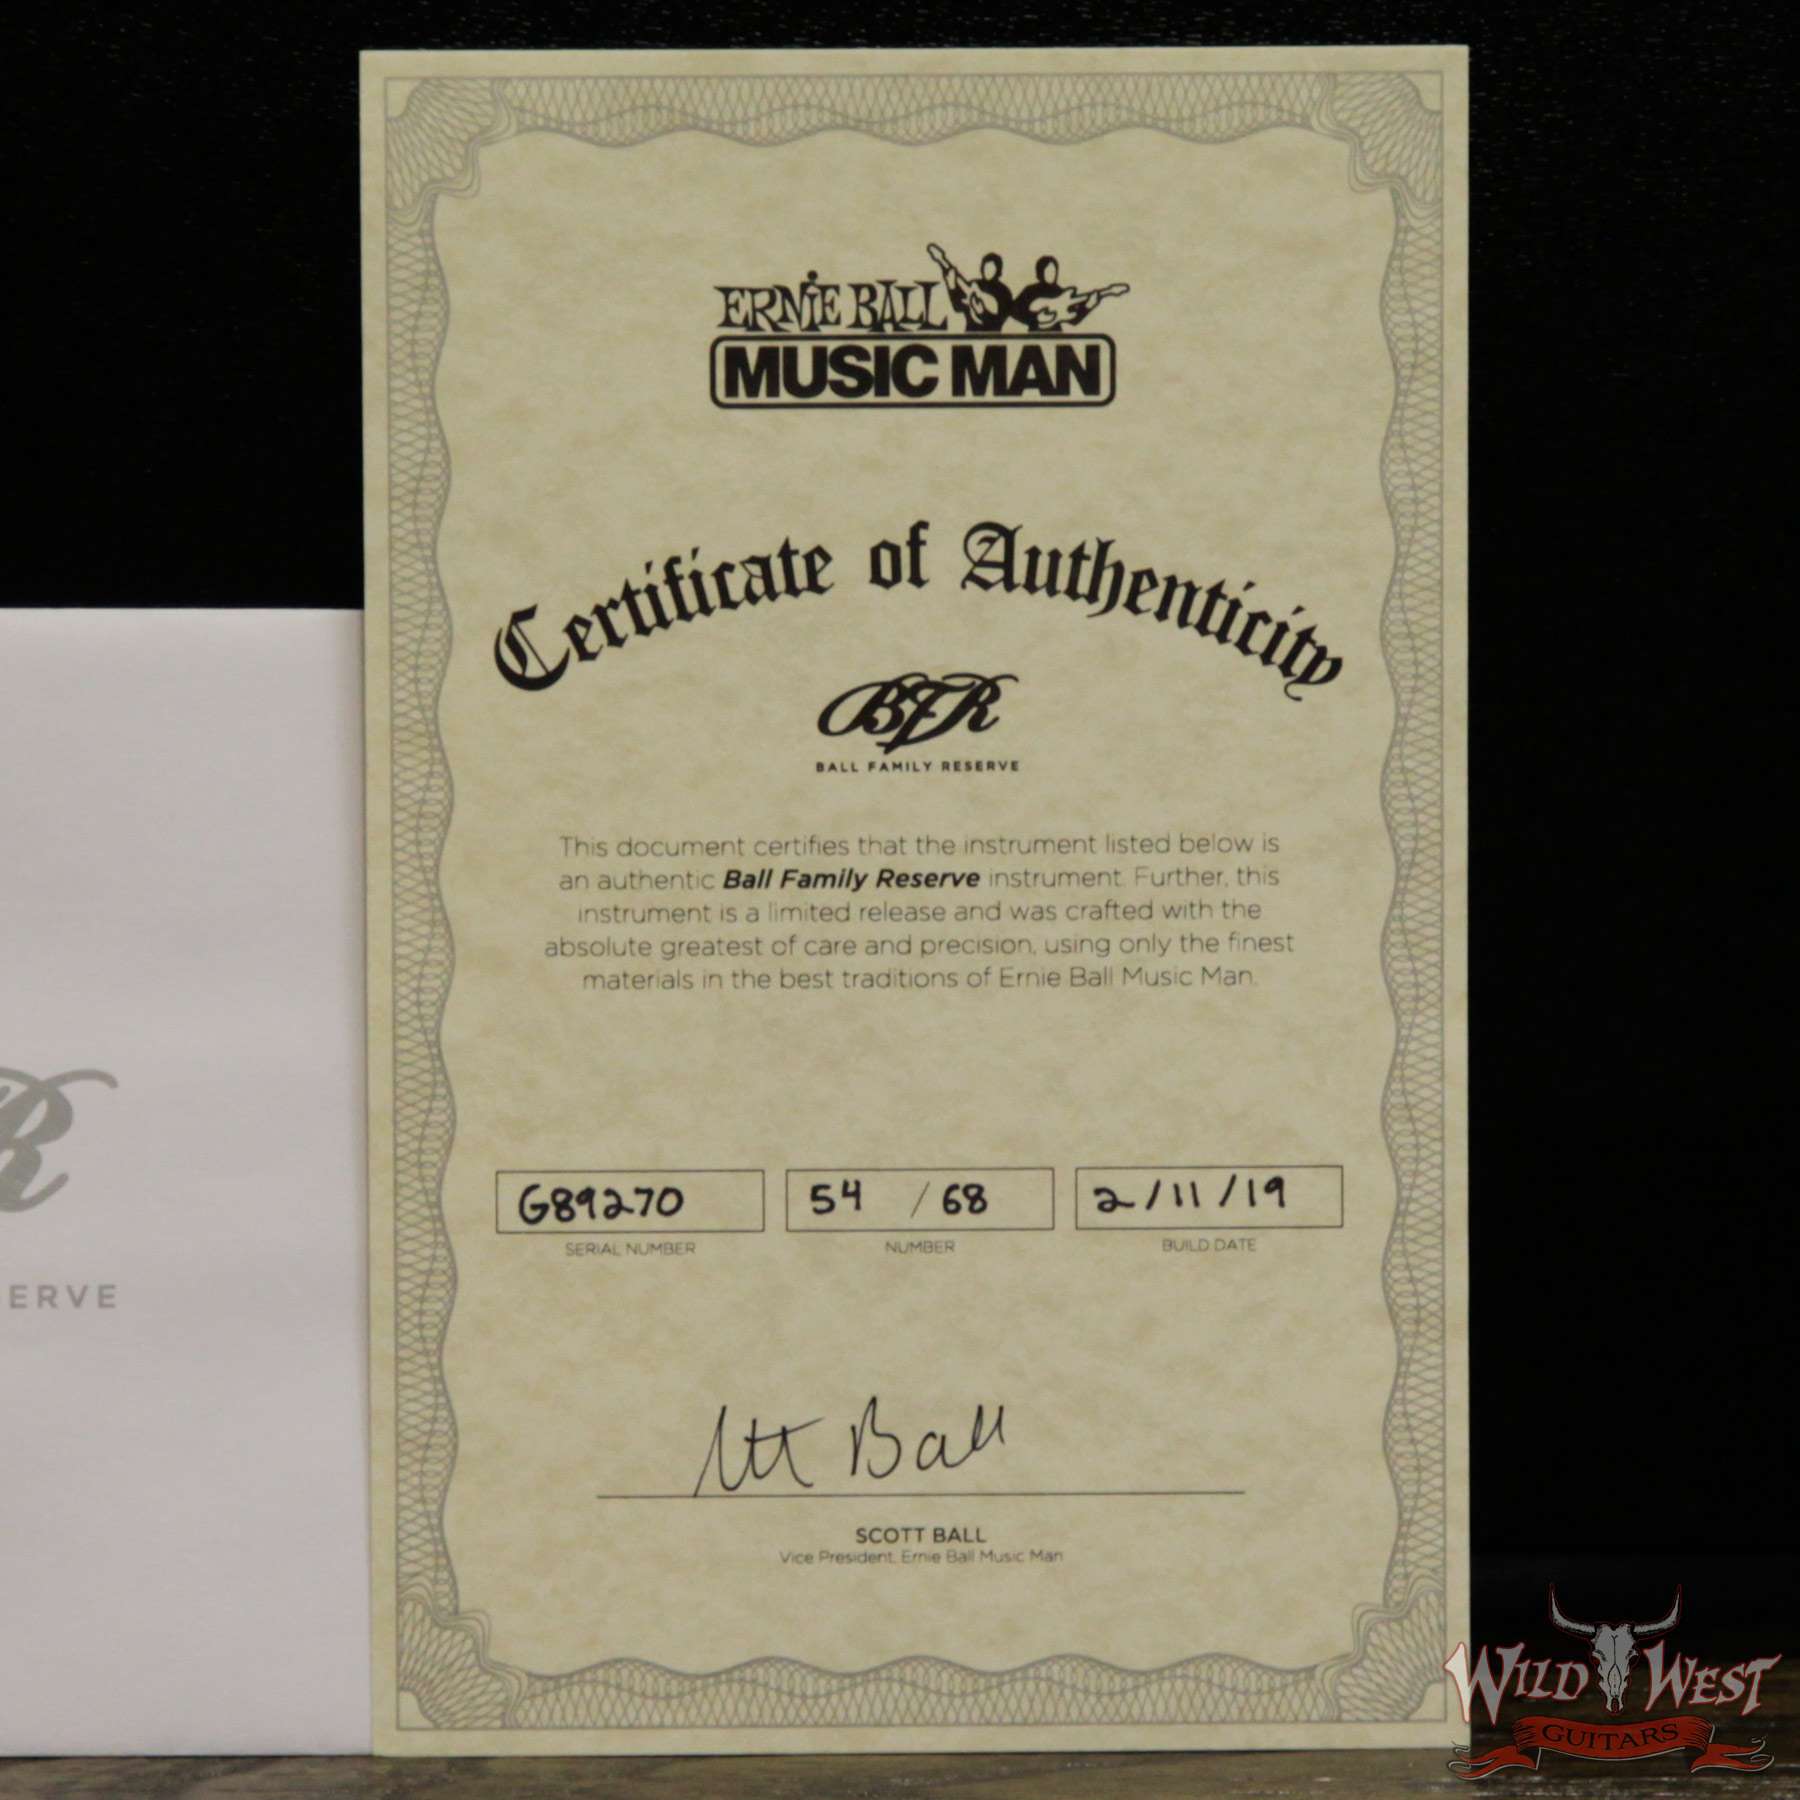 ERNIE BALL
MUSIC MAN
Certificate of Authenticity
BFR
BALL FAMILY RESERVE
This document certifies that the instrument listed below is
an authentic Ball Family Reserve instrument. Further, this
instrument is a limited release and was crafted with the
absolute greatest of care and precision, using only the finest
materials in the best traditions of Ernie Ball Music Man.
G89270 54 / 68 2/11/19
SERIAL NUMBER NUMBER BUILD DATE
Ball
SCOTT BALL
Vice President, Ernie Ball Music Man
R
ERVE
WILD WEST
GUITARS